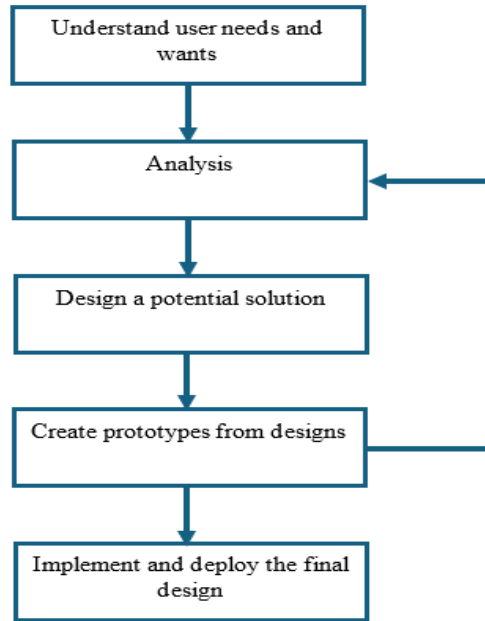 Understand user needs and
wants
Analysis
Design a potential solution
Create prototypes from designs
Implement and deploy the final
design